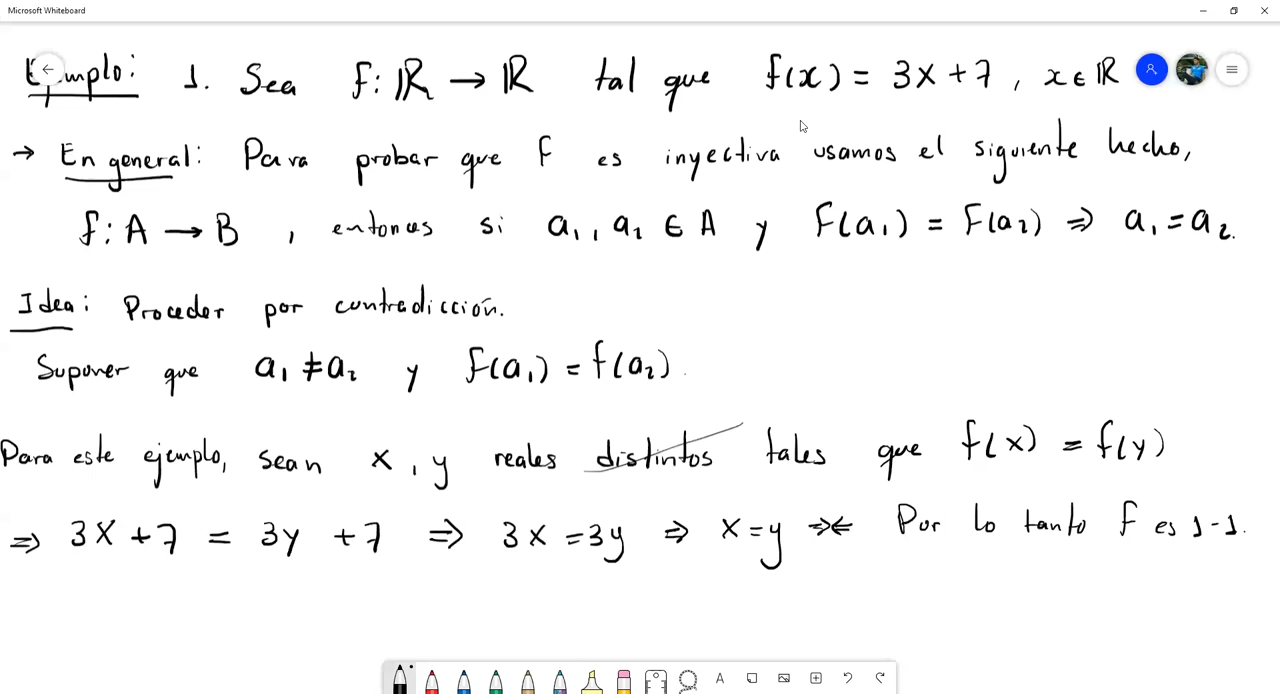 Microsoft Whiteboard
Ejemplo: 1. Sea f: ℝ → ℝ tal que f(x) = 3x + 7, x ∈ ℝ
→ En general: Para probar que f es inyectiva usamos el siguiente hecho,
f: A → B, entonces si a₁, a₂ ∈ A y f(a₁) = f(a₂) ⇒ a₁ = a₂.
Idea: Proceder por contradicción.
Suponer que a₁ ≠ a₂ y f(a₁) = f(a₂).
Para este ejemplo, sean x, y reales distintos tales que f(x) = f(y)
⇒ 3x + 7 = 3y + 7 ⇒ 3x = 3y ⇒ x = y ⇒⇐ Por lo tanto f es 1-1.
A